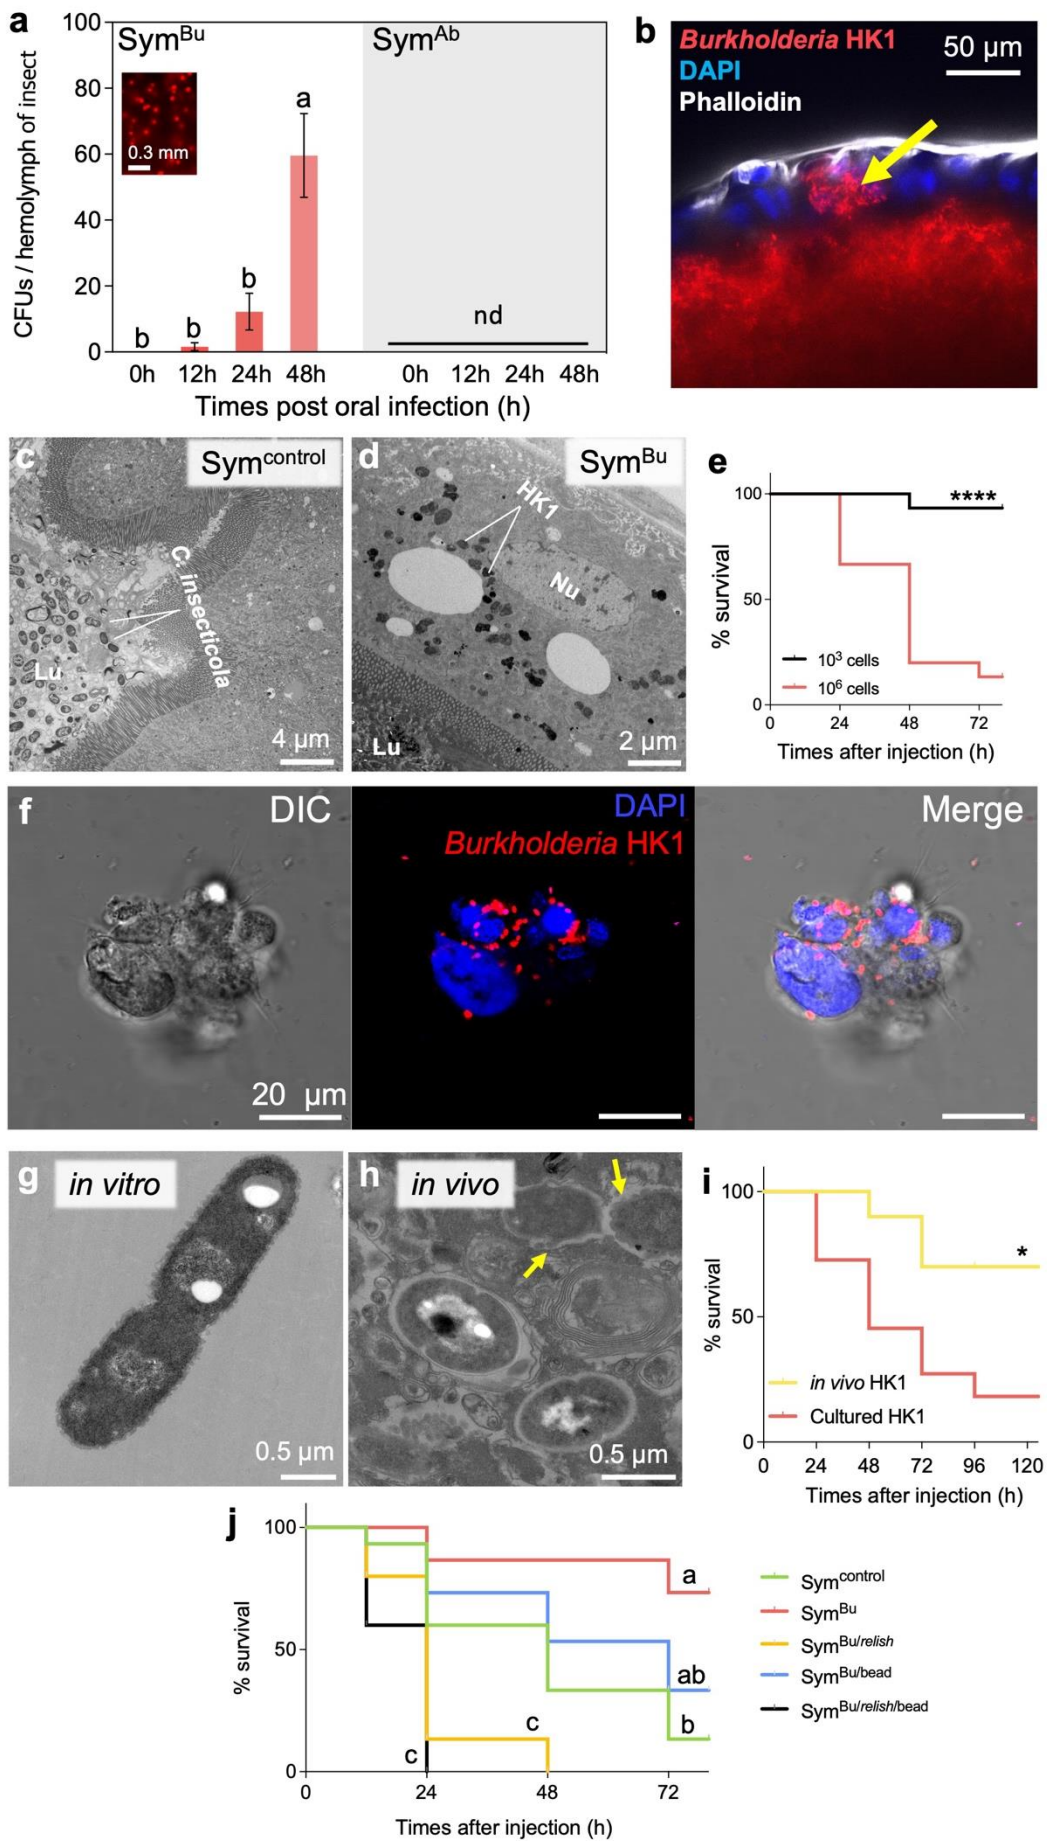 a
Sym^Bu
Sym^Ab
CFUs / hemolymph of insect
100
80
60
40
20
0
0.3 mm
b
b
b
a
nd
0h
12h
24h
48h
0h
12h
24h
48h
Times post oral infection (h)
b
Burkholderia HK1
DAPI
Phalloidin
50 µm
c
Sym^control
C. insecticola
Lu
4 µm
d
Sym^Bu
HK1
Nu
Lu
2 µm
e
% survival
100
50
0
****
10^3 cells
10^6 cells
0
24
48
72
Times after injection (h)
f
DIC
20 µm
DAPI
Burkholderia HK1
Merge
g
in vitro
0.5 µm
h
in vivo
0.5 µm
i
% survival
100
50
0
*
in vivo HK1
Cultured HK1
0
24
48
72
96
120
Times after injection (h)
j
% survival
100
50
0
a
ab
b
c
c
0
24
48
72
Times after injection (h)
Sym^control
Sym^Bu
Sym^Bu/relish
Sym^Bu/bead
Sym^Bu/relish/bead